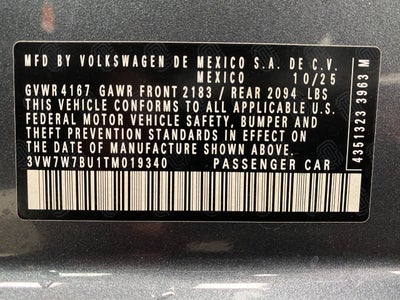 MFD BY VOLKSWAGEN DE MEXICO S.A. DE C.V.
MEXICO 10/25
GVWR 4167 GAWR FRONT 2183 / REAR 2094 LBS
THIS VEHICLE CONFORMS TO ALL APPLICABLE U.S.
FEDERAL MOTOR VEHICLE SAFETY, BUMPER AND
THEFT PREVENTION STANDARDS IN EFFECT ON
THE DATE OF MANUFACTURE SHOWN ABOVE.
3VW7W7BU1TM019340 PASSENGER CAR
4351323 3963 M